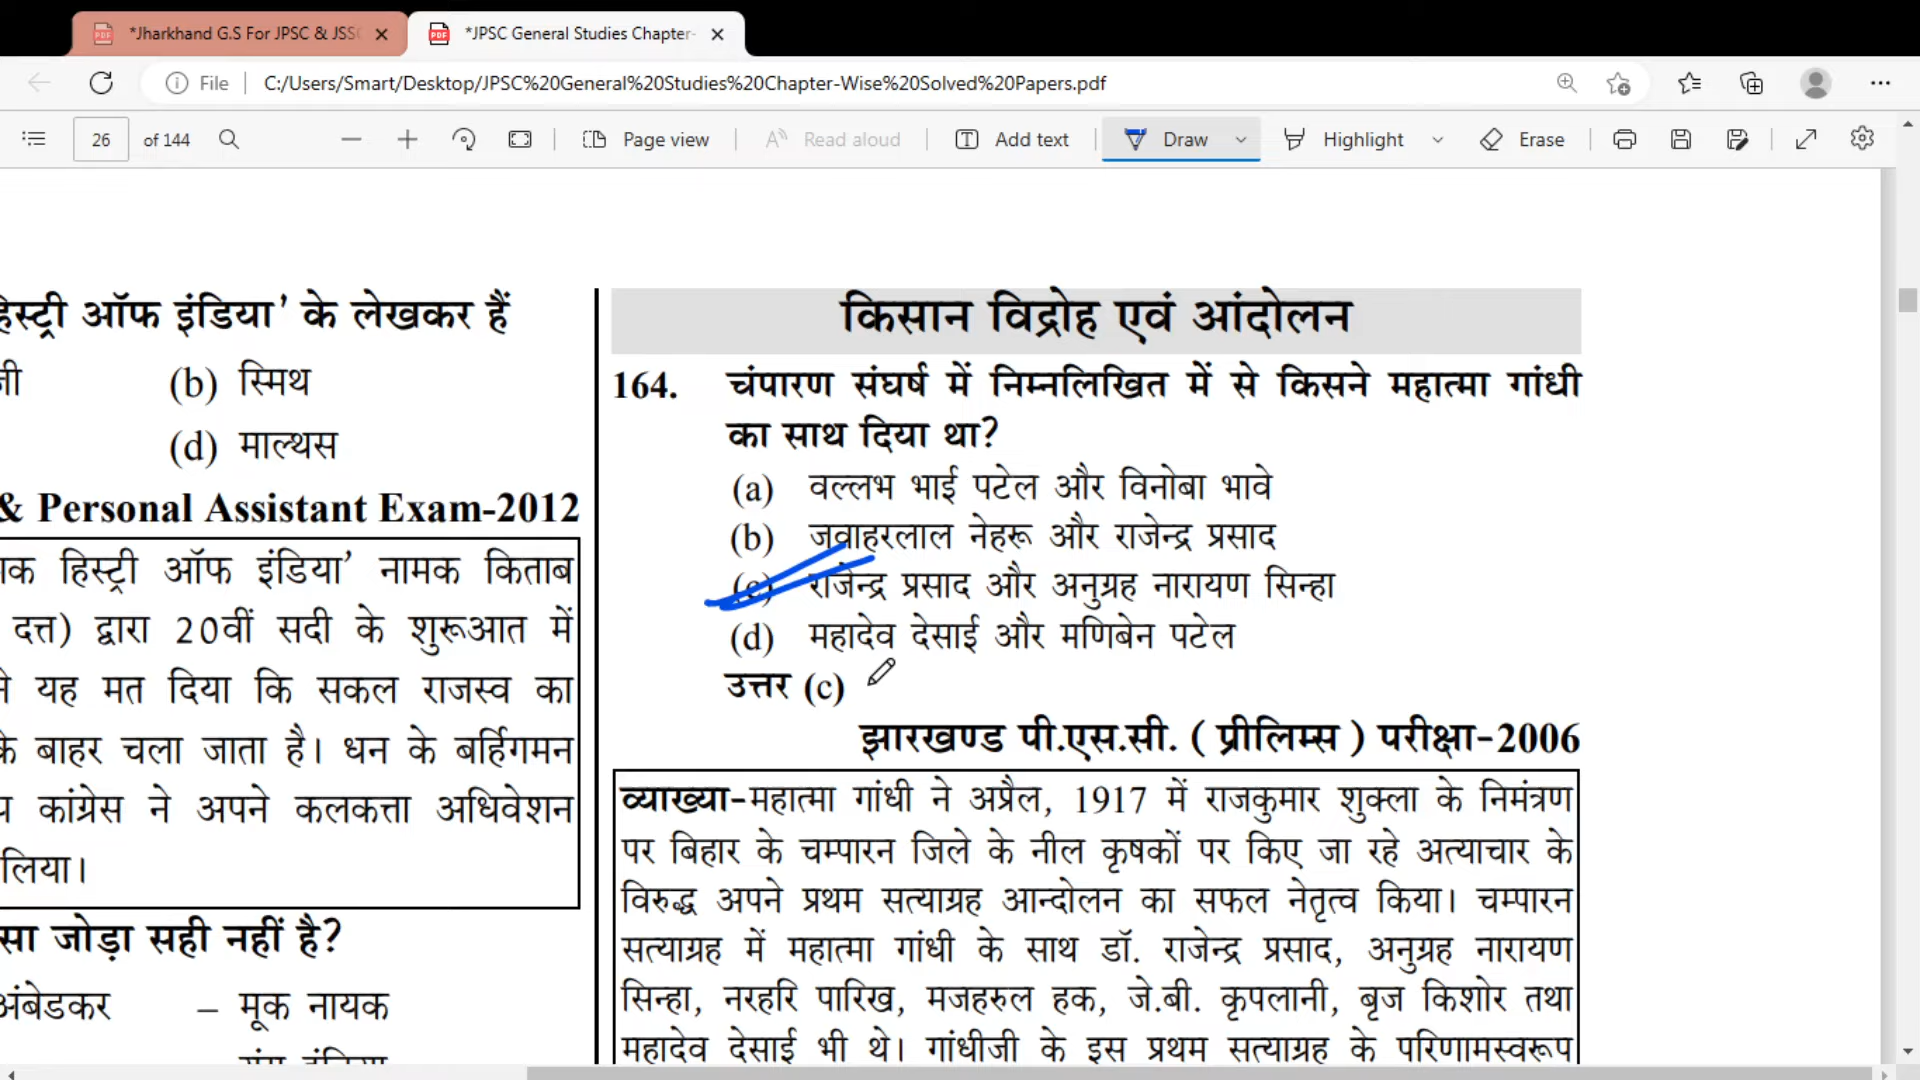 *Jharkhand G.S For JPSC & JSSC
*JPSC General Studies Chapter-
File
C:/Users/Smart/Desktop/JPSC%20General%20Studies%20Chapter-Wise%20Solved%20Papers.pdf
26 of 144
Page view
Read aloud
Add text
Draw
Highlight
Erase
हिस्ट्री ऑफ इंडिया' के लेखकर हैं
जी (b) स्मिथ
(d) माल्थस
& Personal Assistant Exam-2012
हिस्ट्री ऑफ इंडिया' नामक किताब
दत्त) द्वारा 20वीं सदी के शुरूआत में
यह मत दिया कि सकल राजस्व का
के बाहर चला जाता है। धन के बर्हिगमन
कांग्रेस ने अपने कलकत्ता अधिवेशन
लिया।
सा जोड़ा सही नहीं है?
अंबेडकर – मूक नायक
किसान विद्रोह एवं आंदोलन
164. चंपारण संघर्ष में निम्नलिखित में से किसने महात्मा गांधी
का साथ दिया था?
(a) वल्लभ भाई पटेल और विनोबा भावे
(b) जवाहरलाल नेहरू और राजेन्द्र प्रसाद
(c) राजेन्द्र प्रसाद और अनुग्रह नारायण सिन्हा
(d) महादेव देसाई और मणिबेन पटेल
उत्तर (c)
झारखण्ड पी.एस.सी. ( प्रीलिम्स ) परीक्षा-2006
व्याख्या-महात्मा गांधी ने अप्रैल, 1917 में राजकुमार शुक्ला के निमंत्रण
पर बिहार के चम्पारन जिले के नील कृषकों पर किए जा रहे अत्याचार के
विरुद्ध अपने प्रथम सत्याग्रह आन्दोलन का सफल नेतृत्व किया। चम्पारन
सत्याग्रह में महात्मा गांधी के साथ डॉ. राजेन्द्र प्रसाद, अनुग्रह नारायण
सिन्हा, नरहरि पारिख, मजहरुल हक, जे.बी. कृपलानी, बृज किशोर तथा
महादेव देसाई भी थे। गांधीजी के इस प्रथम सत्याग्रह के परिणामस्वरूप